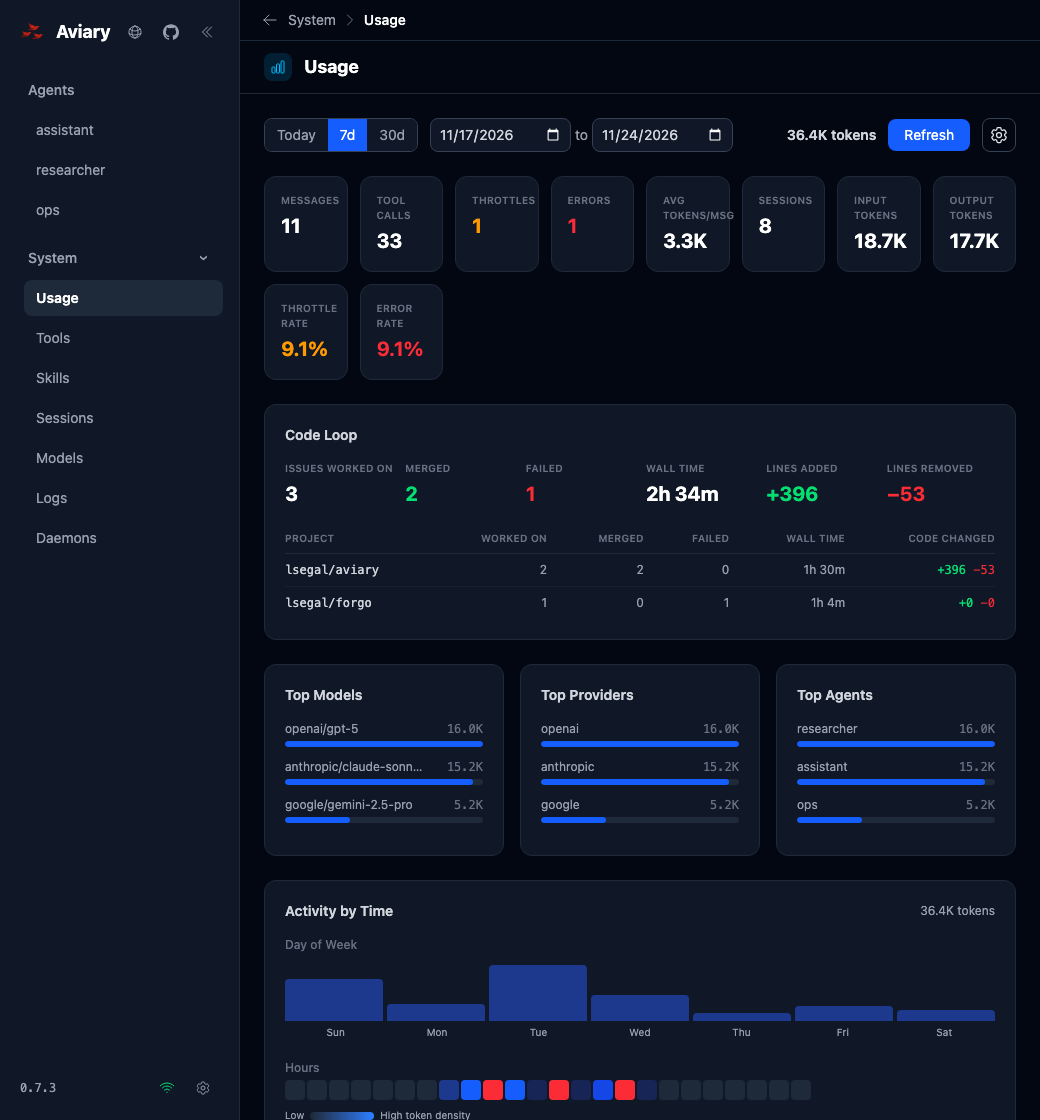 Aviary
System
Usage
Agents
assistant
researcher
ops
System
Usage
Tools
Skills
Sessions
Models
Logs
Daemons
0.7.3
Usage
Today 7d 30d 11/17/2026 to 11/24/2026 36.4K tokens Refresh
MESSAGES
11
TOOL
CALLS
33
THROTTLES
1
ERRORS
1
AVG
TOKENS/MSG
3.3K
SESSIONS
8
INPUT
TOKENS
18.7K
OUTPUT
TOKENS
17.7K
THROTTLE
RATE
9.1%
ERROR
RATE
9.1%
Code Loop
ISSUES WORKED ON MERGED FAILED WALL TIME LINES ADDED LINES REMOVED
3 2 1 2h 34m +396 −53
PROJECT WORKED ON MERGED FAILED WALL TIME CODE CHANGED
lsegal/aviary 2 2 0 1h 30m +396 −53
lsegal/forgo 1 0 1 1h 4m +0 −0
Top Models
openai/gpt-5 16.0K
anthropic/claude-sonn... 15.2K
google/gemini-2.5-pro 5.2K
Top Providers
openai 16.0K
anthropic 15.2K
google 5.2K
Top Agents
researcher 16.0K
assistant 15.2K
ops 5.2K
Activity by Time 36.4K tokens
Day of Week
Sun Mon Tue Wed Thu Fri Sat
Hours
Low High token density